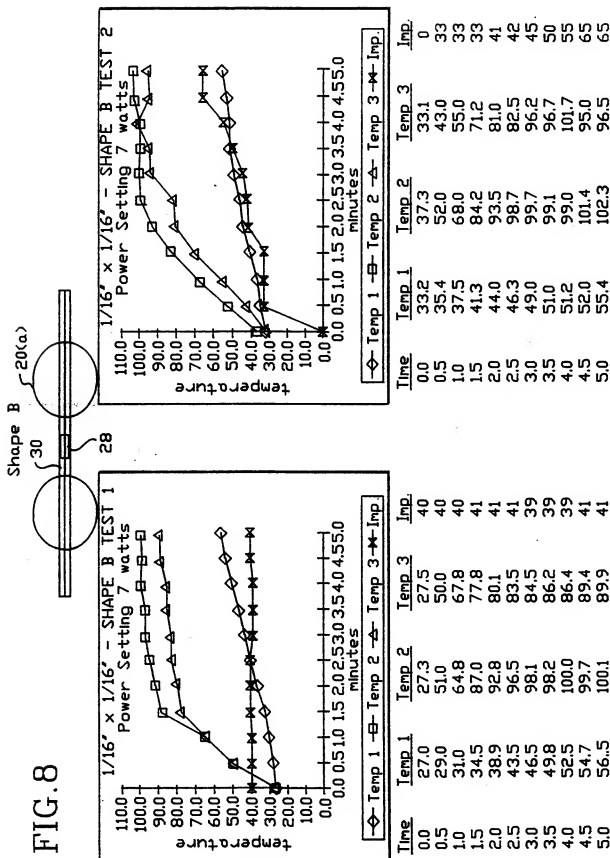 FIG.8
Shape B
30
20(a)
28
1/16" x 1/16" - SHAPE B TEST 1
Power Setting 7 watts
110.0
100.0
90.0
80.0
70.0
60.0
50.0
40.0
30.0
20.0
10.0
0.0
temperature
0.0 0.5 1.0 1.5 2.0 2.5 3.0 3.5 4.0 4.5 5.0
minutes
Temp 1 Temp 2 Temp 3 Imp.
Time Temp 1 Temp 2 Temp 3 Imp.
0.0 27.0 27.3 27.5 40
0.5 29.0 51.0 50.0 40
1.0 31.0 64.8 67.8 40
1.5 34.5 87.0 77.8 41
2.0 38.9 92.8 80.1 41
2.5 43.5 96.5 83.5 41
3.0 46.5 98.1 84.5 39
3.5 49.8 98.2 86.2 39
4.0 52.5 100.0 86.4 39
4.5 54.7 99.7 89.4 41
5.0 56..5 100.1 89.9 41
1/16" x 1/16" - SHAPE B TEST 2
Power Setting 7 watts
110.0
100.0
90.0
80.0
70.0
60.0
50.0
40.0
30.0
20.0
10.0
0.0
temperature
0.0 0.5 1.0 1.5 2.0 2.5 3.0 3.5 4.0 4.5 5.0
minutes
Temp 1 Temp 2 Temp 3 Imp.
Time Temp 1 Temp 2 Temp 3 Imp.
0.0 33.2 37.3 33.1 0
0.5 35.4 52.0 43.0 33
1.0 37.5 68.0 55.0 33
1.5 41.3 84.2 71.2 33
2.0 44.0 93.5 81.0 41
2.5 46.3 98.7 82.5 42
3.0 49.0 99.7 96.2 45
3.5 51.0 99.1 96.7 50
4.0 51.2 99.0 101.7 55
4.5 52.0 101.4 95.0 65
5.0 55.4 102.3 96.5 65